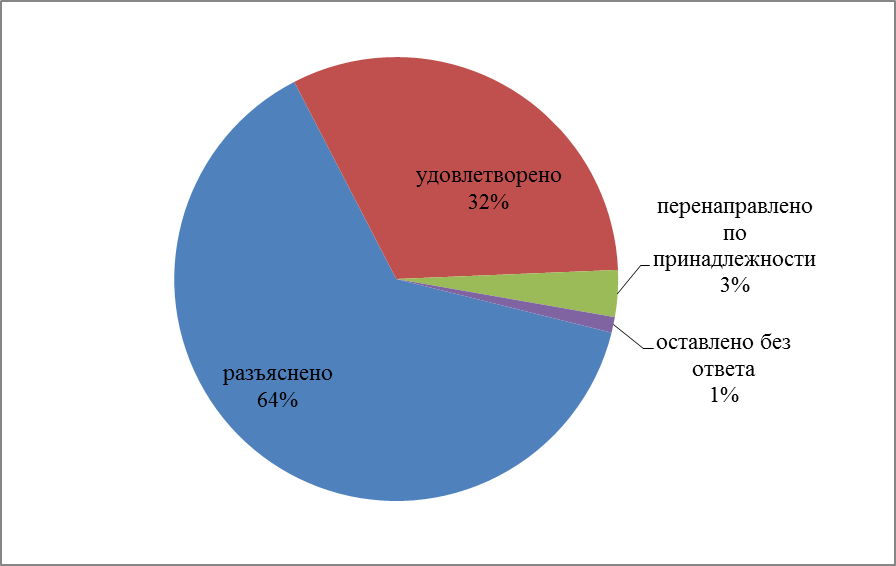 удовлетворено
32%
перенаправлено
по
принадлежности
3%
оставлено без
ответа
1%
разъяснено
64%